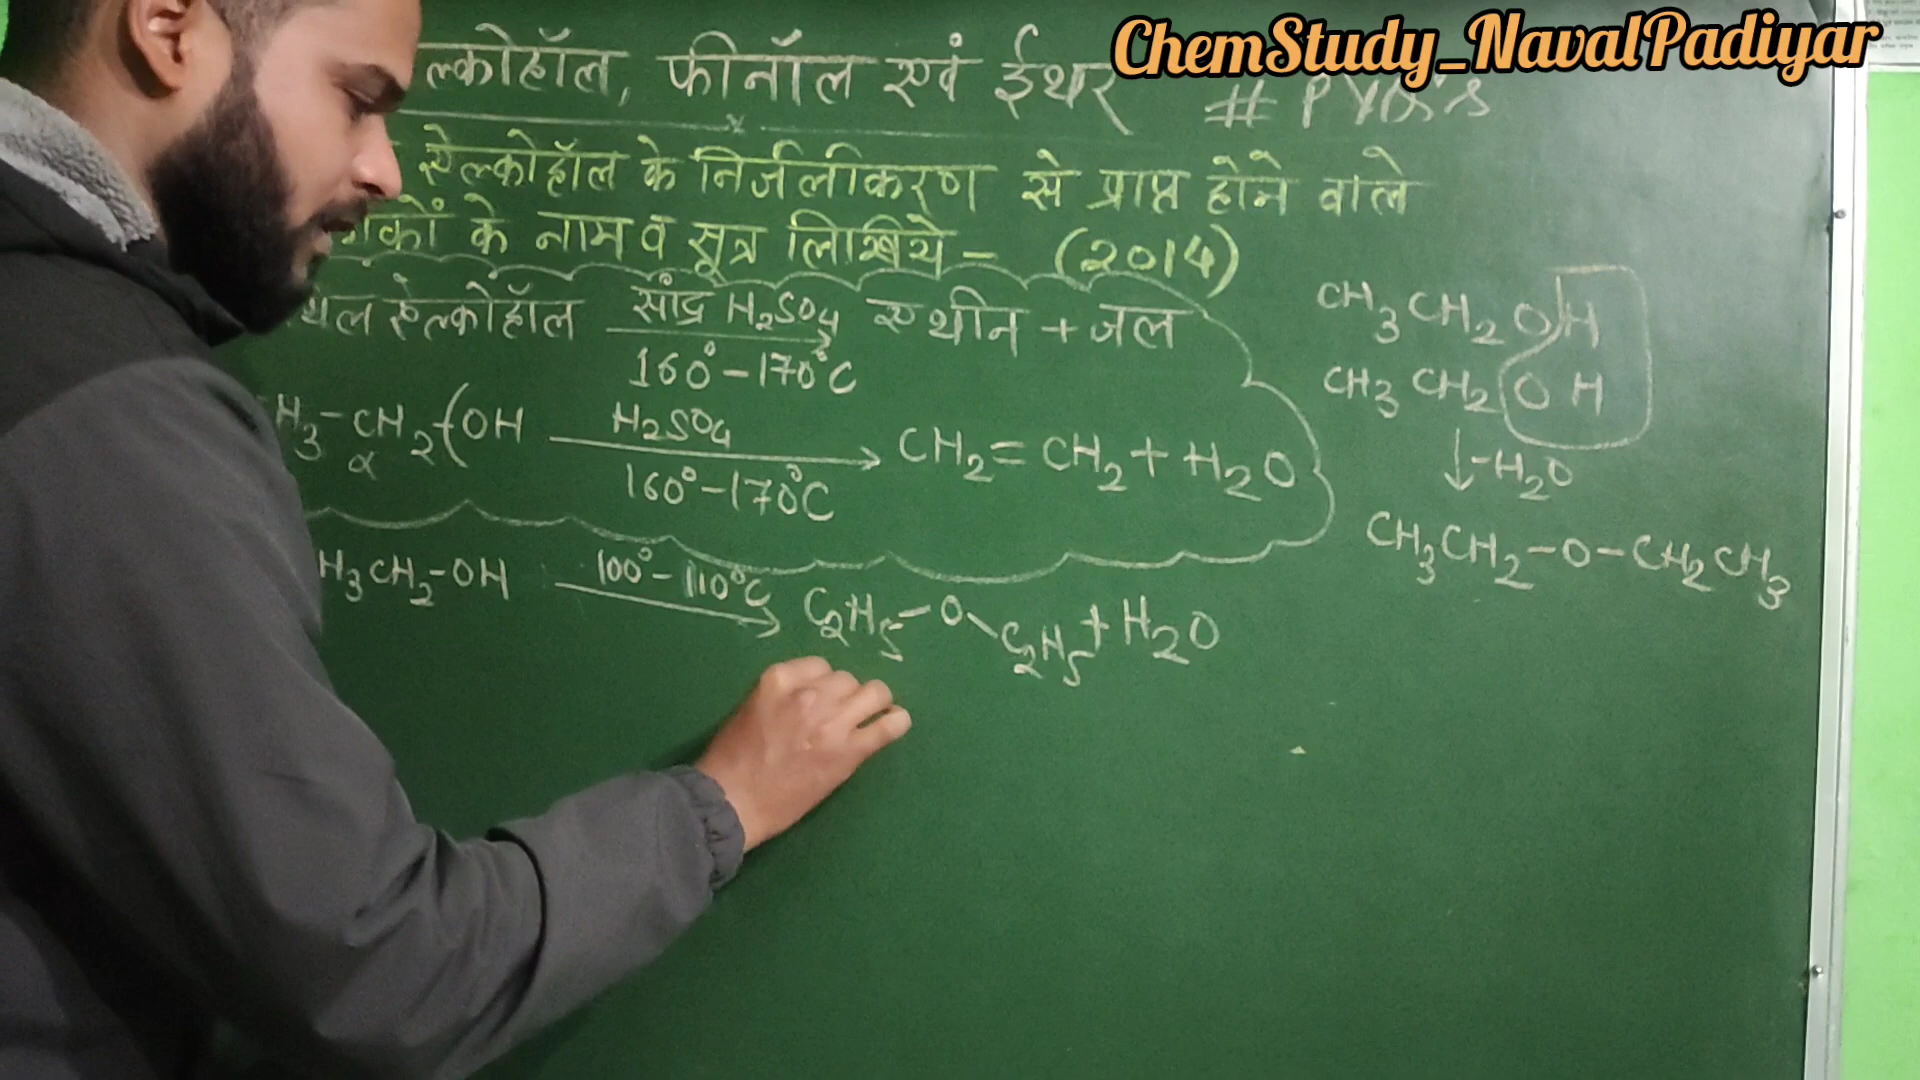 ChemStudy_NavalPadiyar
ल्कोहॉल, फीनॉल एवं ईथर # PYQ's
ऐल्कोहॉल के निर्जलीकरण से प्राप्त होने वाले
के नाम व सूत्र लिखिये - (2014)
ऐल्कोहॉल सांद्र H₂SO₄ एथीन + जल
160° - 170°C
H₃-CH₂(OH H₂SO₄ CH₂ = CH₂ + H₂O
α 160° - 170°C
H₃CH₂-OH 100° - 110°C C₂H₅ - O - C₂H₅ + H₂O
CH₃CH₂OH
CH₃CH₂OH
↓-H₂O
CH₃CH₂-O-CH₂CH₃